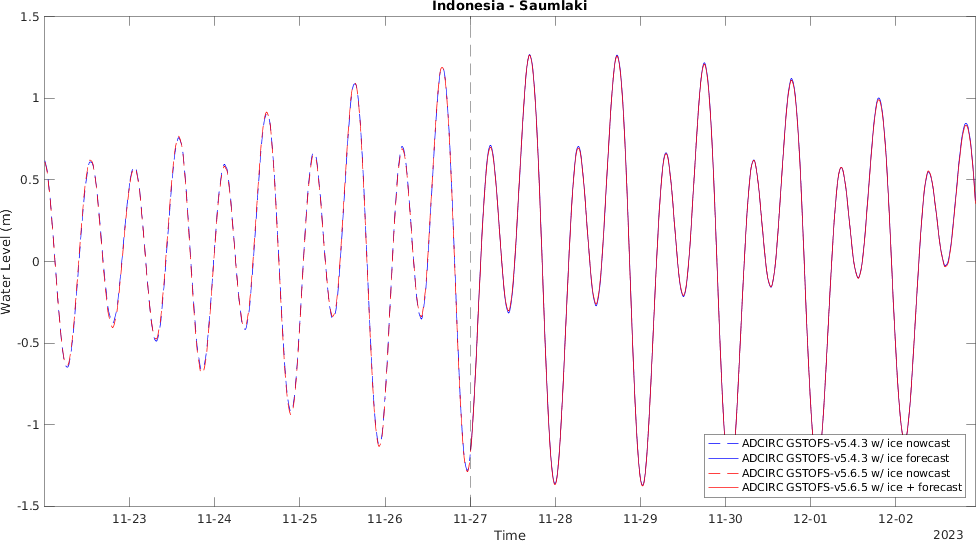 Indonesia - Saumlaki
1.5
1
0.5
0
-0.5
-1
-1.5
Water Level (m)
ADCIRC GSTOFS-v5.4.3 w/ ice nowcast
ADCIRC GSTOFS-v5.4.3 w/ ice forecast
ADCIRC GSTOFS-v5.6.5 w/ ice nowcast
ADCIRC GSTOFS-v5.6.5 w/ ice + forecast
11-23 11-24 11-25 11-26 11-27 11-28 11-29 11-30 12-01 12-02
Time
2023